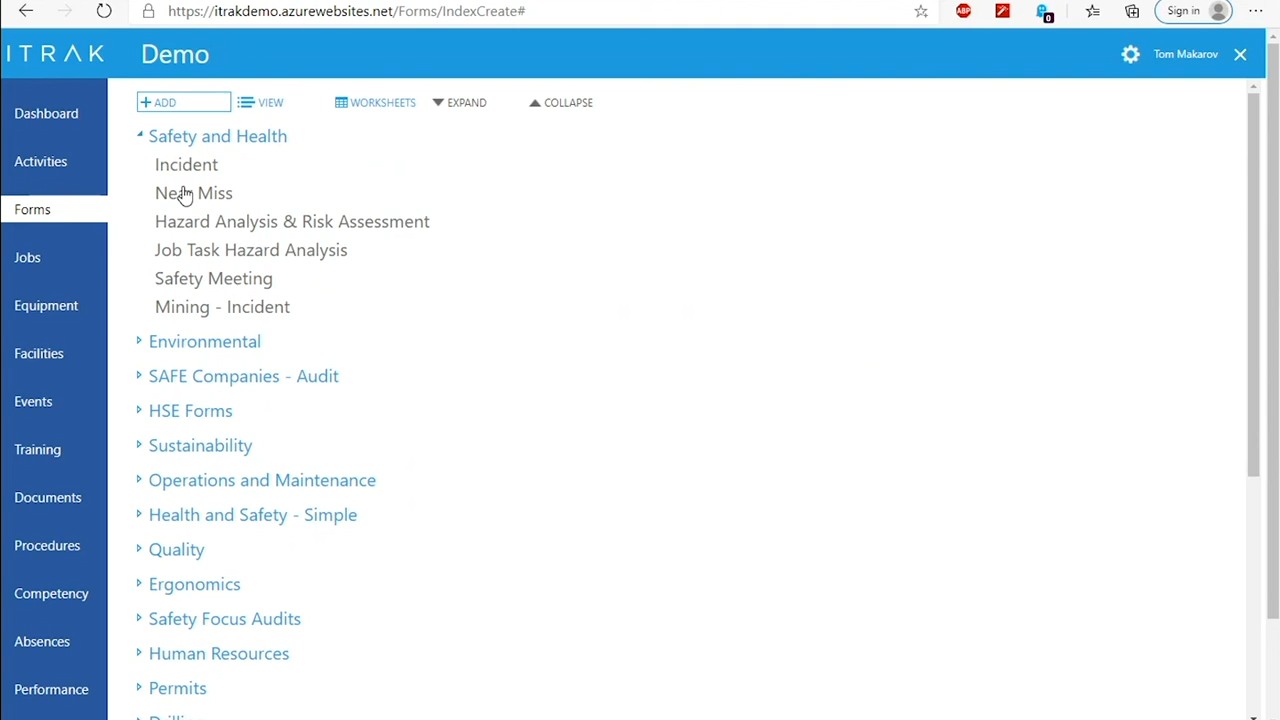 https://itrakdemo.azurewebsites.net/Forms/IndexCreate#
ABP
0
Sign in
ITRAK
Demo
Tom Makarov
ADD
VIEW
WORKSHEETS
EXPAND
COLLAPSE
Dashboard
Activities
Forms
Jobs
Equipment
Facilities
Events
Training
Documents
Procedures
Competency
Absences
Performance
Safety and Health
Incident
Near Miss
Hazard Analysis & Risk Assessment
Job Task Hazard Analysis
Safety Meeting
Mining - Incident
Environmental
SAFE Companies - Audit
HSE Forms
Sustainability
Operations and Maintenance
Health and Safety - Simple
Quality
Ergonomics
Safety Focus Audits
Human Resources
Permits